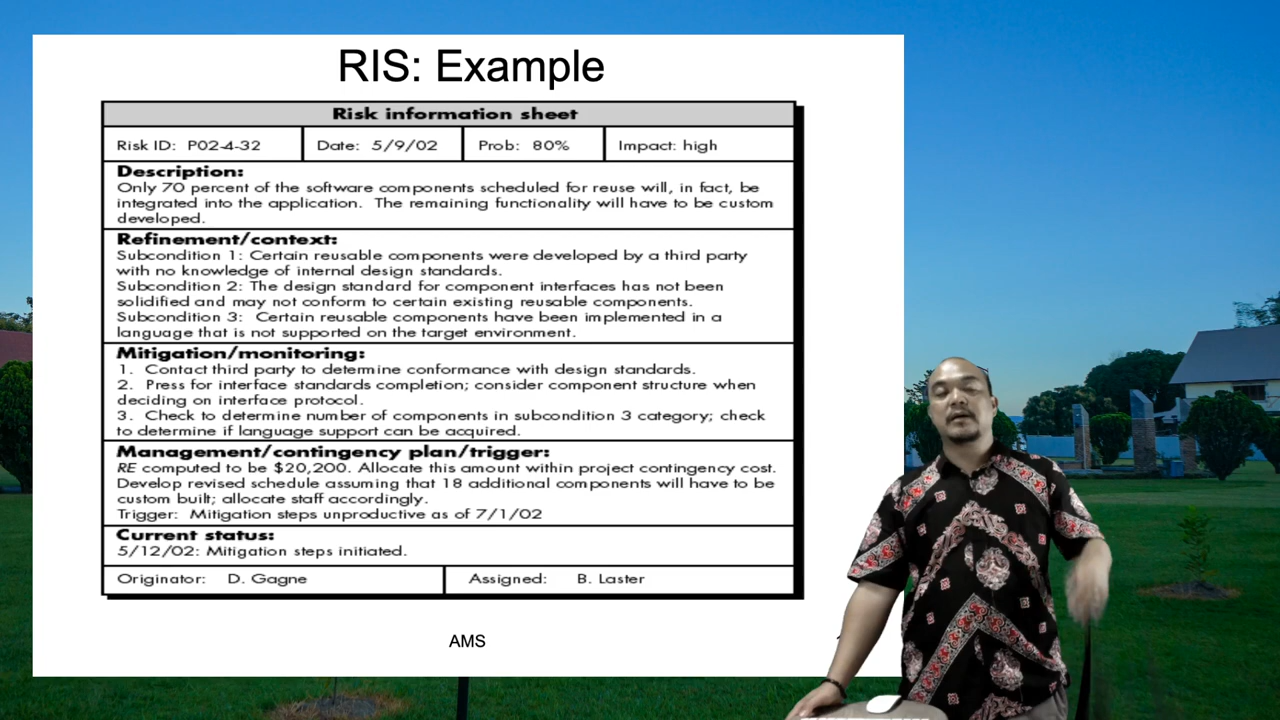 RIS: Example
Risk information sheet
Risk ID: P02-4-32 Date: 5/9/02 Prob: 80% Impact: high
Description:
Only 70 percent of the software components scheduled for reuse will, in fact, be
integrated into the application. The remaining functionality will have to be custom
developed.
Refinement/context:
Subcondition 1: Certain reusable components were developed by a third party
with no knowledge of internal design standards.
Subcondition 2: The design standard for component interfaces has not been
solidified and may not conform to certain existing reusable components.
Subcondition 3: Certain reusable components have been implemented in a
language that is not supported on the target environment.
Mitigation/monitoring:
1. Contact third party to determine conformance with design standards.
2. Press for interface standards completion; consider component structure when
deciding on interface protocol.
3. Check to determine number of components in subcondition 3 category; check
to determine if language support can be acquired.
Management/contingency plan/trigger:
RE computed to be $20,200. Allocate this amount within project contingency cost.
Develop revised schedule assuming that 18 additional components will have to be
custom built; allocate staff accordingly.
Trigger: Mitigation steps unproductive as of 7/1/02
Current status:
5/12/02: Mitigation steps initiated.
Originator: D. Gagne Assigned: B. Laster
AMS